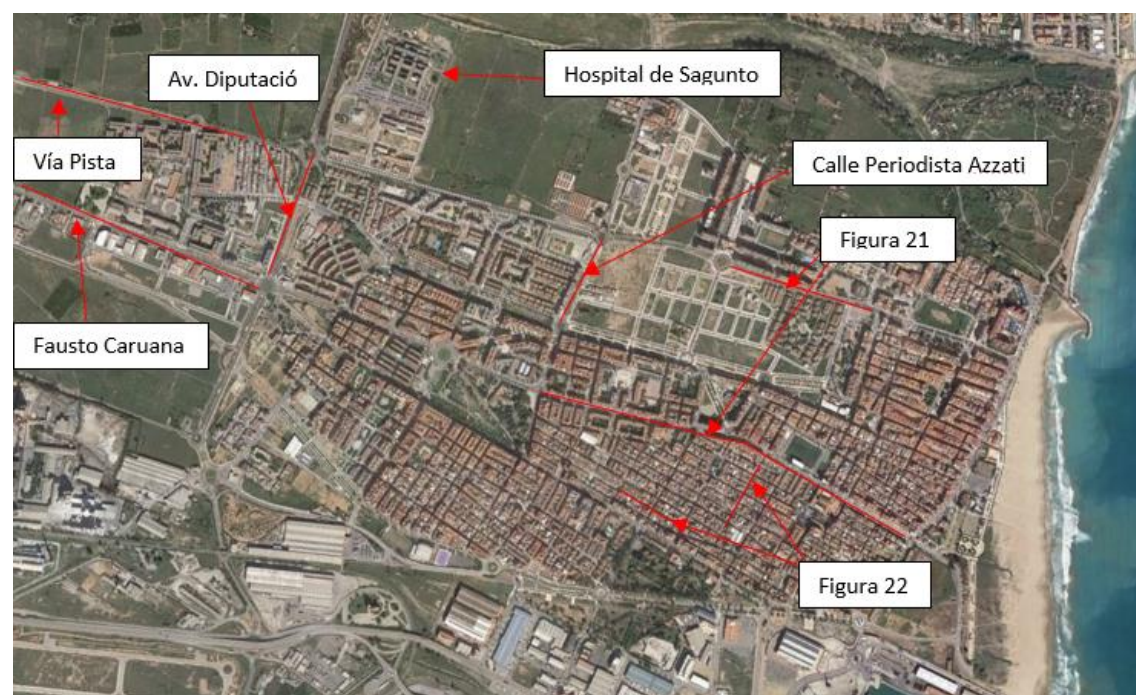 Hospital de Sagunto
Av. Diputació
Vía Pista
Calle Periodista Azzati
Figura 21
Fausto Caruana
Figura 22